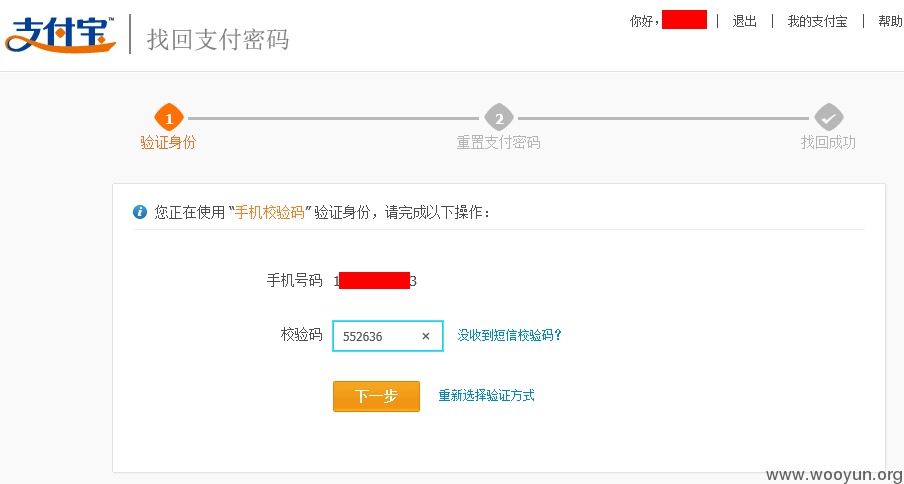 支付宝™ 找回支付密码
你好， | 退出 | 我的支付宝 | 帮助
1 2
验证身份 重置支付密码 找回成功
i 您正在使用 “手机校验码” 验证身份，请完成以下操作：
手机号码 1 3
校验码 552636 × 没收到短信校验码？
下一步 重新选择验证方式
www.wooyun.org